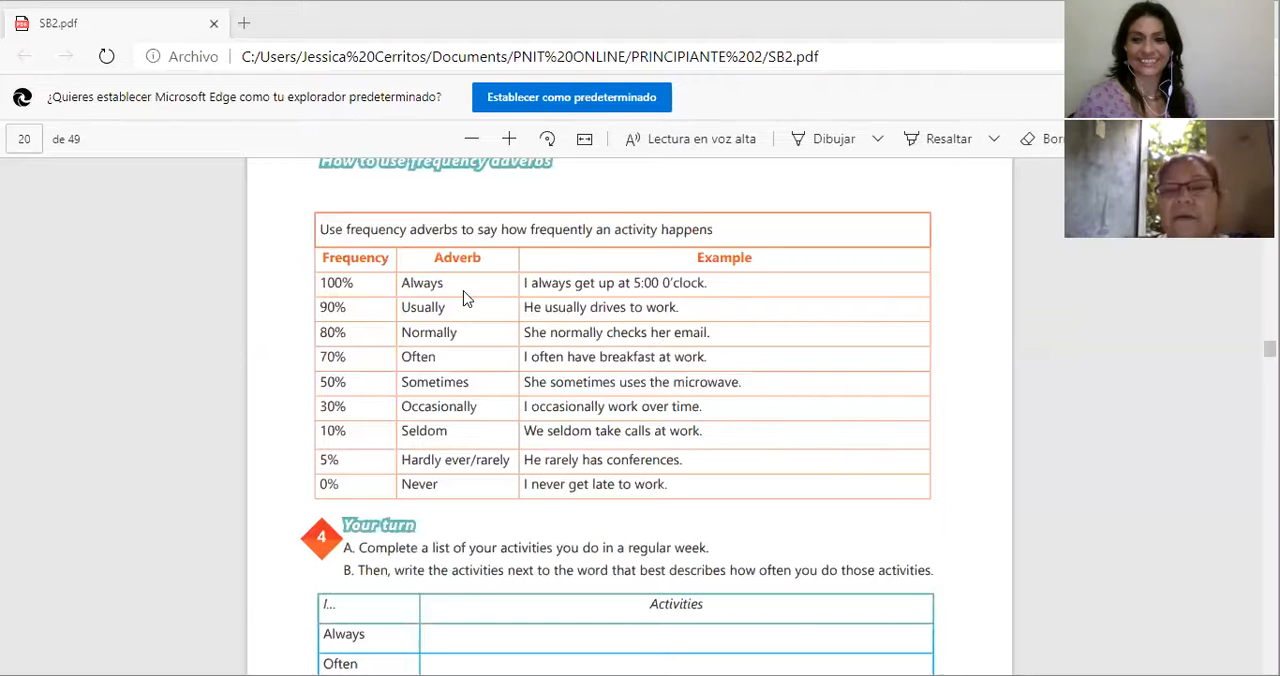 SB2.pdf
Archivo C:/Users/Jessica%20Cerritos/Documents/PNIT%20ONLINE/PRINCIPIANTE%202/SB2.pdf
¿Quieres establecer Microsoft Edge como tu explorador predeterminado? Establecer como predeterminado
20 de 49 Lectura en voz alta Dibujar Resaltar Bor
How to use frequency adverbs
Use frequency adverbs to say how frequently an activity happens
Frequency Adverb Example
100% Always I always get up at 5:00 0'clock.
90% Usually He usually drives to work.
80% Normally She normally checks her email.
70% Often I often have breakfast at work.
50% Sometimes She sometimes uses the microwave.
30% Occasionally I occasionally work over time.
10% Seldom We seldom take calls at work.
5% Hardly ever/rarely He rarely has conferences.
0% Never I never get late to work.
4 Your turn
A. Complete a list of your activities you do in a regular week.
B. Then, write the activities next to the word that best describes how often you do those activities.
I... Activities
Always
Often